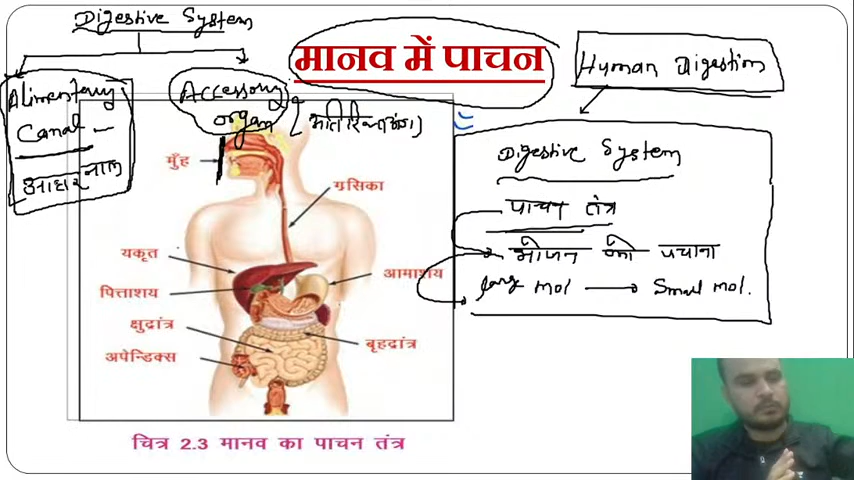 Digestive System
मानव में पाचन
Human Digestion
Alimentary
Canal
आहार नाल
Accessory
organ
Digestive System
पाचन तंत्र
भोजन को पचाना
large mol → Small mol.
मुँह
ग्रसिका
यकृत
आमाशय
पित्ताशय
क्षुद्रांत्र
बृहद्रांत्र
अपेन्डिक्स
चित्र 2.3 मानव का पाचन तंत्र